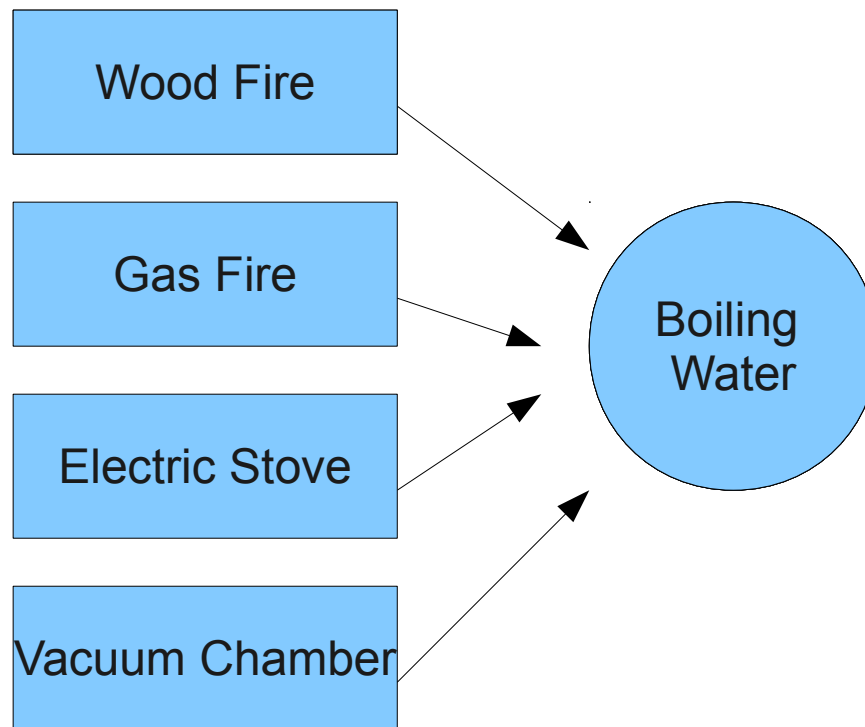 Wood Fire
Gas Fire
Electric Stove
Vacuum Chamber
Boiling
Water